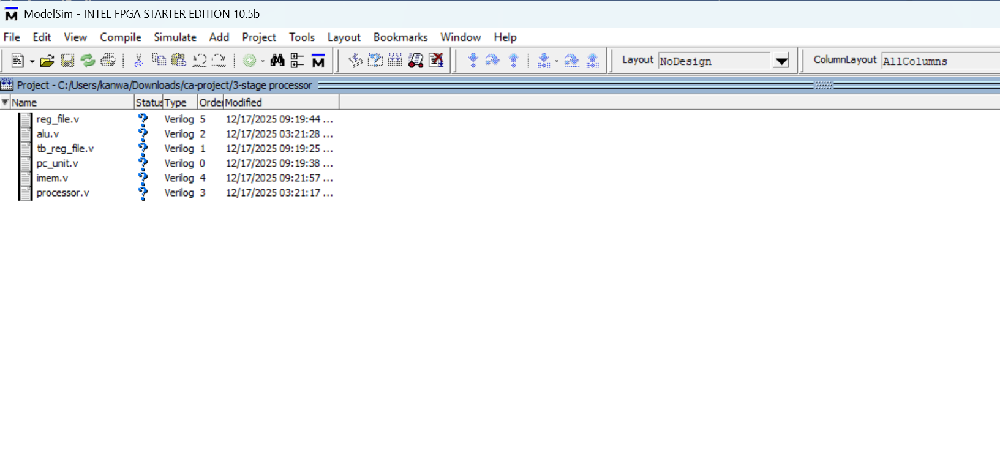 ModelSim - INTEL FPGA STARTER EDITION 10.5b
File Edit View Compile Simulate Add Project Tools Layout Bookmarks Window Help
Layout NoDesign ColumnLayout AllColumns
Project - C:/Users/kanwa/Downloads/ca-project/3-stage processor
Name Status Type Order Modified
reg_file.v Verilog 5 12/17/2025 09:19:44 ...
alu.v Verilog 2 12/17/2025 03:21:28 ...
tb_reg_file.v Verilog 1 12/17/2025 09:19:25 ...
pc_unit.v Verilog 0 12/17/2025 09:19:38 ...
imem.v Verilog 4 12/17/2025 09:21:57 ...
processor.v Verilog 3 12/17/2025 03:21:17 ...